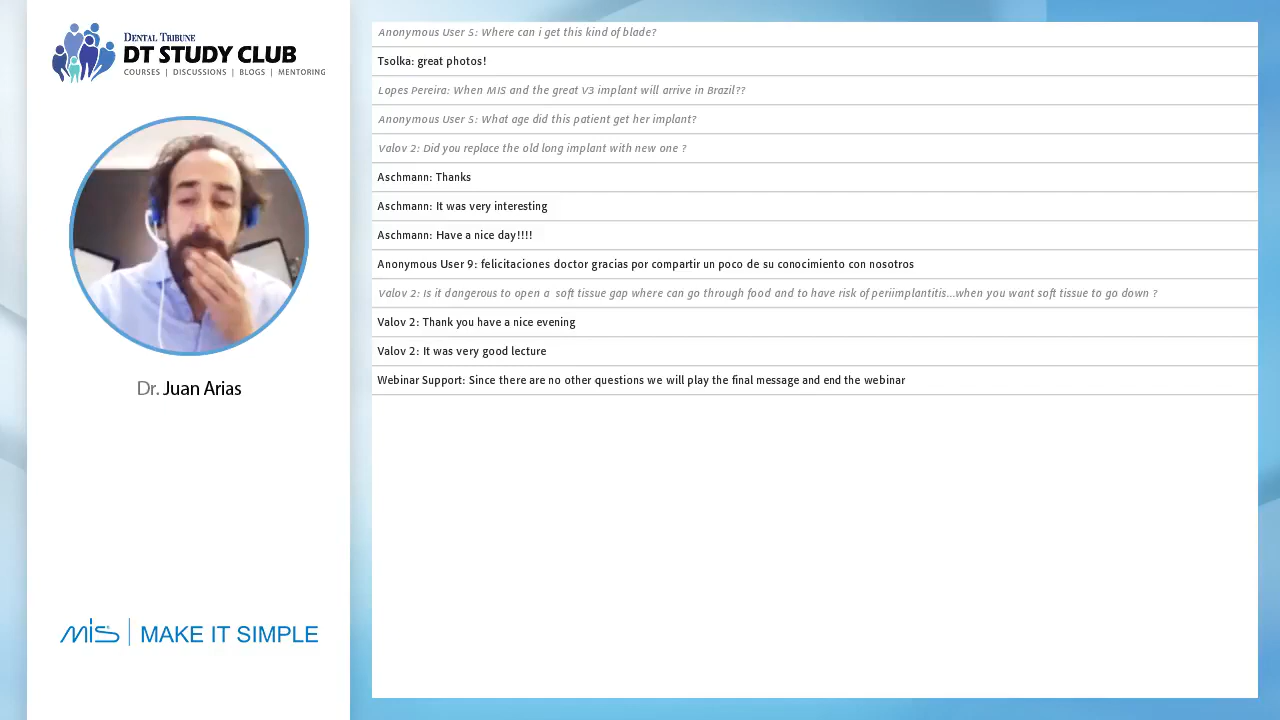 DENTAL TRIBUNE
DT STUDY CLUB
COURSES | DISCUSSIONS | BLOGS | MENTORING
Dr. Juan Arias
mis | MAKE IT SIMPLE
Anonymous User 5: Where can i get this kind of blade?
Tsolka: great photos!
Lopes Pereira: When MIS and the great V3 implant will arrive in Brazil??
Anonymous User 5: What age did this patient get her implant?
Valov 2: Did you replace the old long implant with new one ?
Aschmann: Thanks
Aschmann: It was very interesting
Aschmann: Have a nice day!!!!
Anonymous User 9: felicitaciones doctor gracias por compartir un poco de su conocimiento con nosotros
Valov 2: Is it dangerous to open a  soft tissue gap where can go through food and to have risk of periimplantitis...when you want soft tissue to go down ?
Valov 2: Thank you have a nice evening
Valov 2: It was very good lecture
Webinar Support: Since there are no other questions we will play the final message and end the webinar